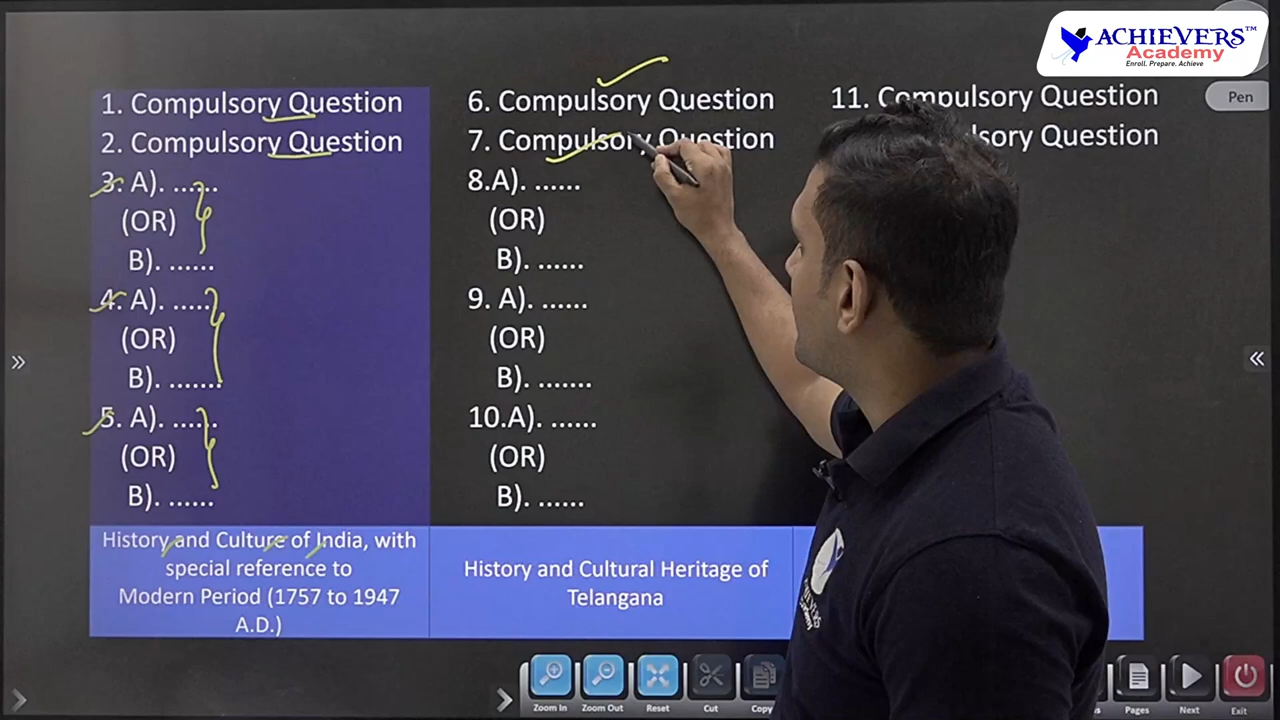 ACHIEVERS™
Academy
Enroll. Prepare. Achieve
Pen
1. Compulsory Question
2. Compulsory Question
3. A). ......
(OR)
B). ......
4. A). ......
(OR)
B). .......
5. A). ......
(OR)
B). ......
History and Culture of India, with
special reference to
Modern Period (1757 to 1947
A.D.)
6. Compulsory Question
7. Compulsory Question
8.A). ......
(OR)
B). ......
9. A). ......
(OR)
B). .......
10.A). ......
(OR)
B). ......
History and Cultural Heritage of
Telangana
11. Compulsory Question
Question
Zoom In
Zoom Out
Reset
Cut
Copy
Pages
Next
Exit